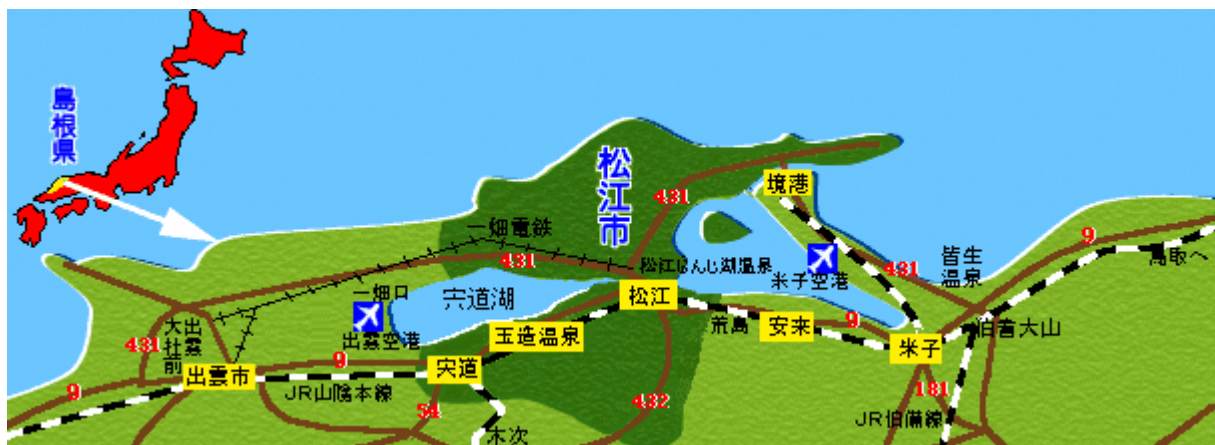 島根県
松江市
境港
431
一畑電鉄
9
431
松江しんじ湖温泉
皆生
温泉
鳥取へ
431
米子空港
一畑口
宍道湖
松江
荒島
安来
9
米子
伯耆大山
大社前
出雲
431
出雲空港
玉造温泉
9
出雲市
9
宍道
JR山陰本線
54
432
181
JR伯備線
木次